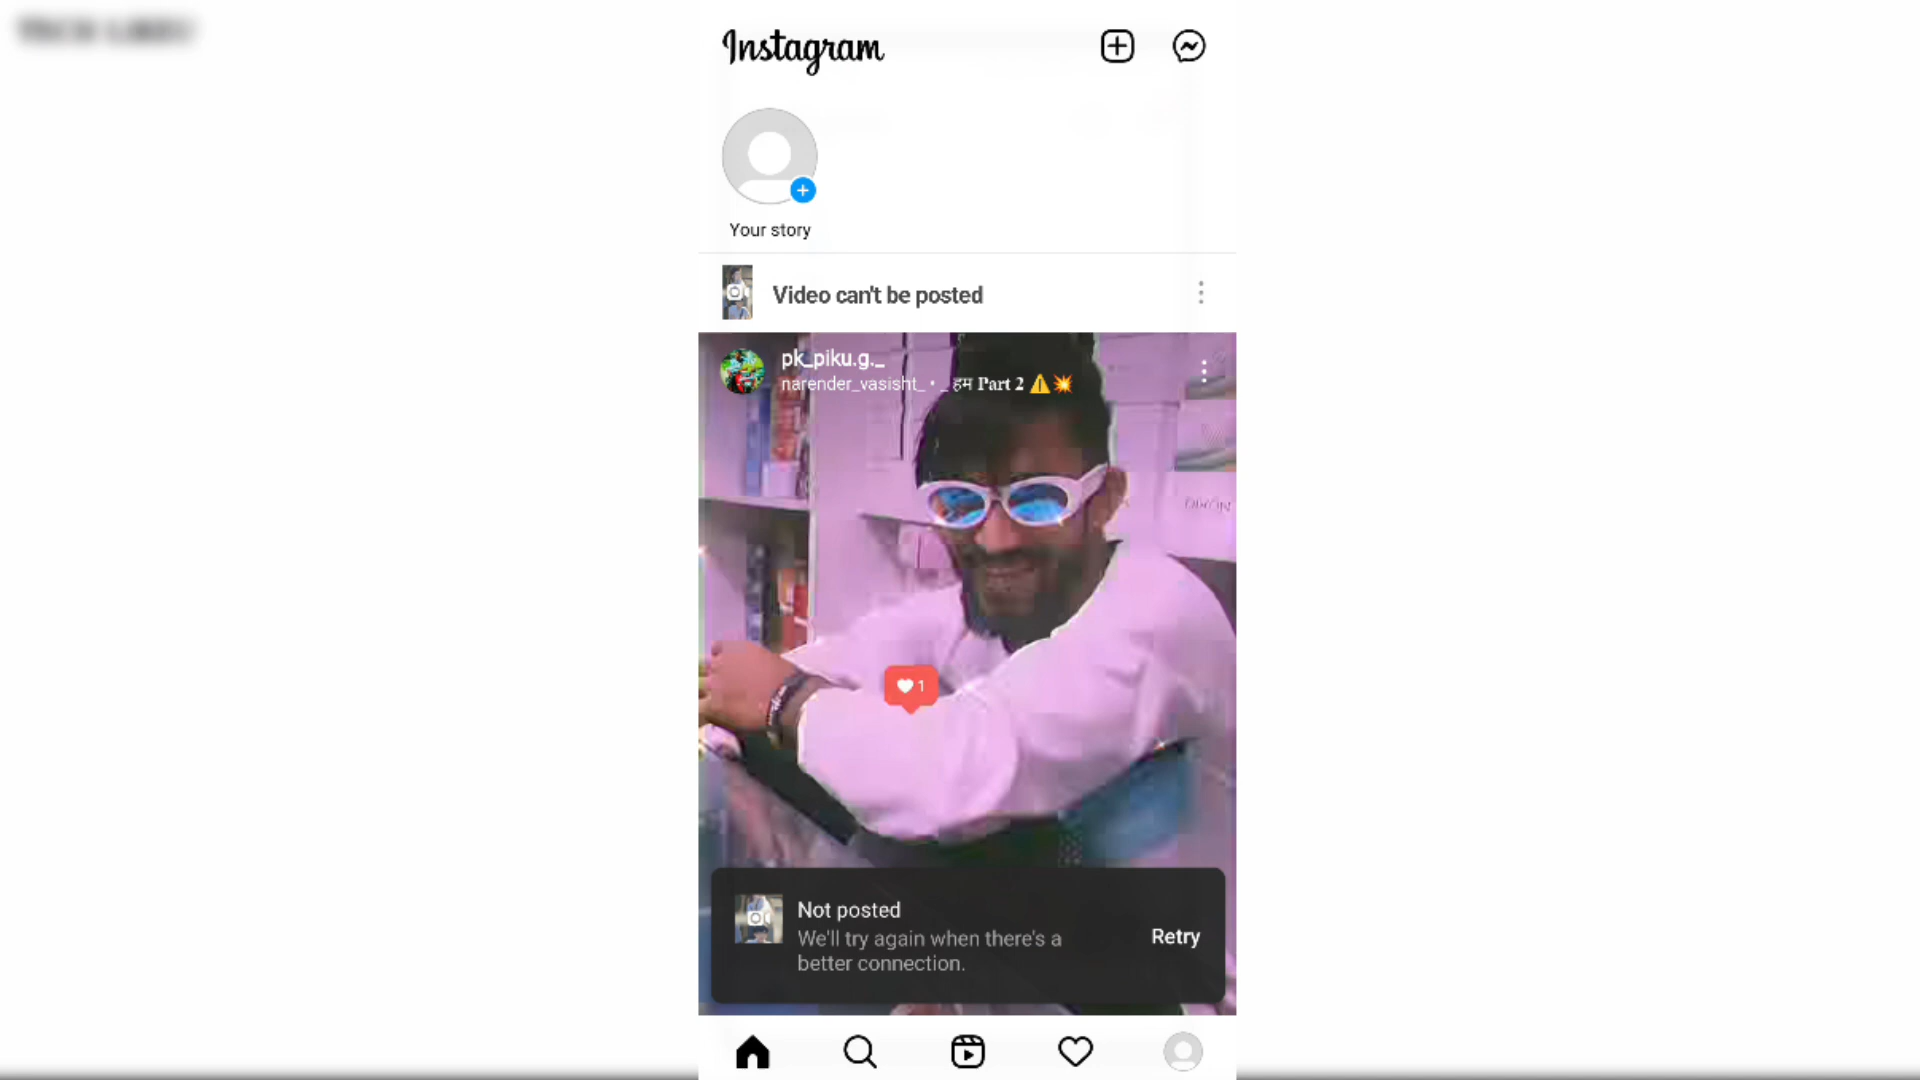 Instagram
Your story
Video can't be posted
pk_piku.g._
narender_vasisht_ • _ हम Part 2 ⚠️💥
1
Not posted
We'll try again when there's a
better connection.
Retry